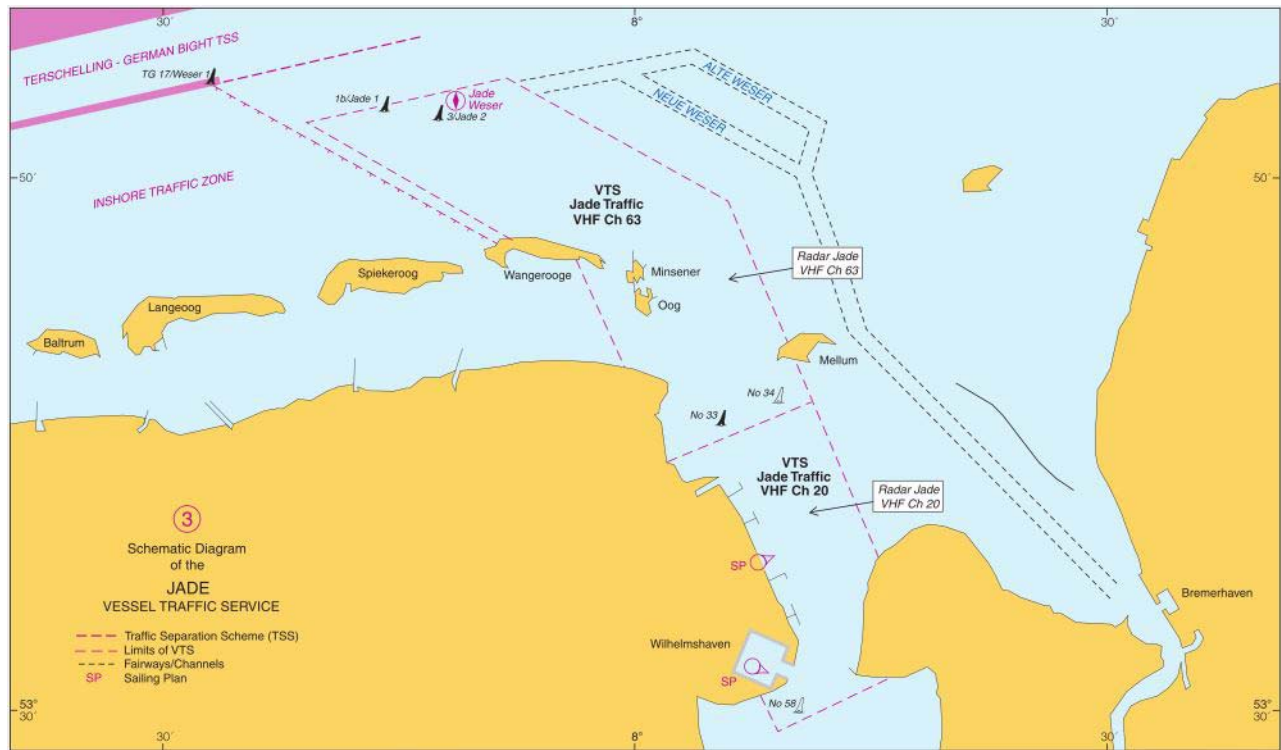 30´
8°
30´
TERSCHELLING - GERMAN BIGHT TSS
TG 17/Weser 1
1b/Jade 1
Jade
Weser
3/Jade 2
ALTE WESER
NEUE WESER
50´
50´
INSHORE TRAFFIC ZONE
VTS
Jade Traffic
VHF Ch 63
Radar Jade
VHF Ch 63
Spiekeroog
Wangerooge
Minsener
Oog
Langeoog
Baltrum
Mellum
No 34
No 33
VTS
Jade Traffic
VHF Ch 20
Radar Jade
VHF Ch 20
3
Schematic Diagram
of the
JADE
VESSEL TRAFFIC SERVICE
Traffic Separation Scheme (TSS)
Limits of VTS
Fairways/Channels
SP Sailing Plan
SP
Bremerhaven
Wilhelmshaven
SP
No 58
53°
30´
53°
30´
30´
8°
30´